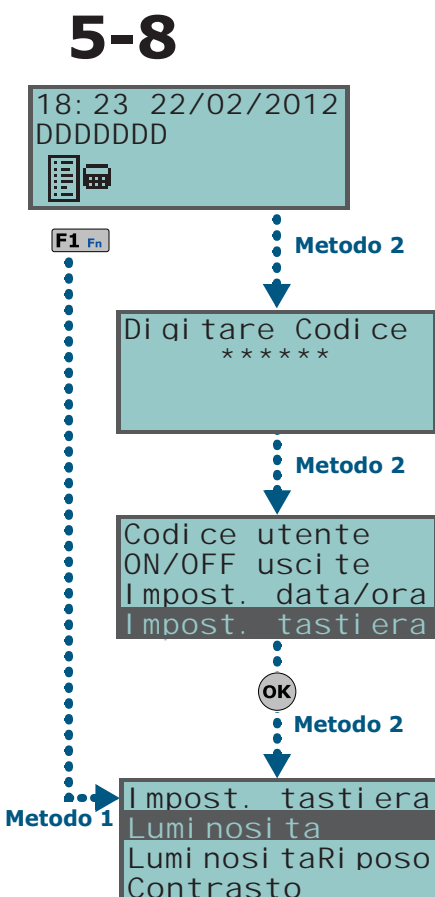 5-8
18:23 22/02/2012
DDDDDDD
F1 Fn
Metodo 2
Digitare Codice
******
Metodo 2
Codice utente
ON/OFF uscite
Impost. data/ora
Impost. tastiera
OK
Metodo 2
Metodo 1
Impost. tastiera
Luminosita
LuminositaRiposo
Contrasto